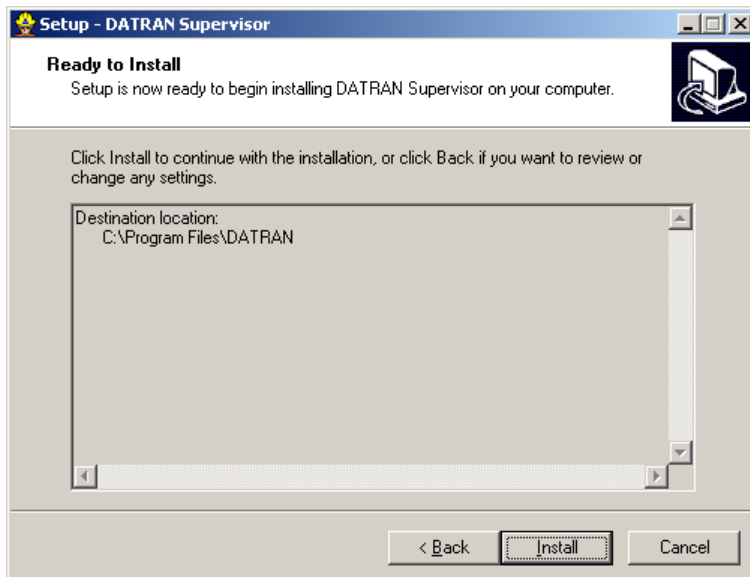 Setup - DATRAN Supervisor
Ready to Install
Setup is now ready to begin installing DATRAN Supervisor on your computer.
Click Install to continue with the installation, or click Back if you want to review or
change any settings.
Destination location:
C:\Program Files\DATRAN
< Back
Install
Cancel